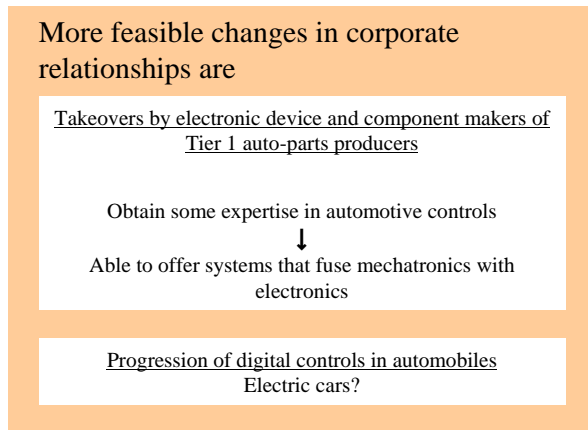 More feasible changes in corporate
relationships are
Takeovers by electronic device and component makers of
Tier 1 auto-parts producers
Obtain some expertise in automotive controls
↓
Able to offer systems that fuse mechatronics with
electronics
Progression of digital controls in automobiles
Electric cars?